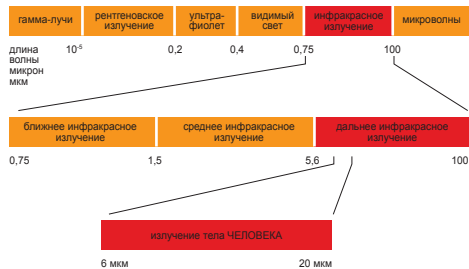 гамма-лучи рентгеновское излучение ультра-фиолет видимый свет инфракрасное излучение микроволны
длина волны микрон мкм 10-5 0,2 0,4 0,75 100
ближнее инфракрасное излучение среднее инфракрасное излучение дальнее инфракрасное излучение
0,75 1,5 5,6 100
излучение тела ЧЕЛОВЕКА
6 мкм 20 мкм